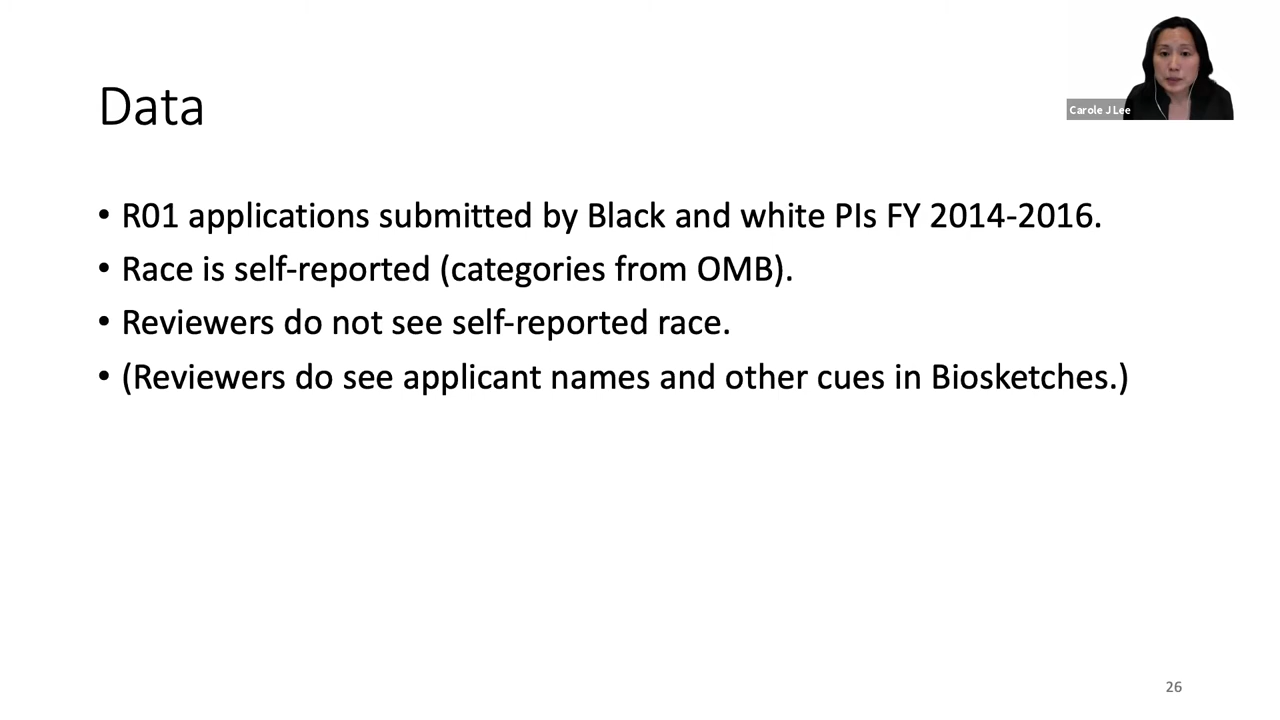 Carole J Lee
Data
• R01 applications submitted by Black and white PIs FY 2014-2016.
• Race is self-reported (categories from OMB).
• Reviewers do not see self-reported race.
• (Reviewers do see applicant names and other cues in Biosketches.)
26